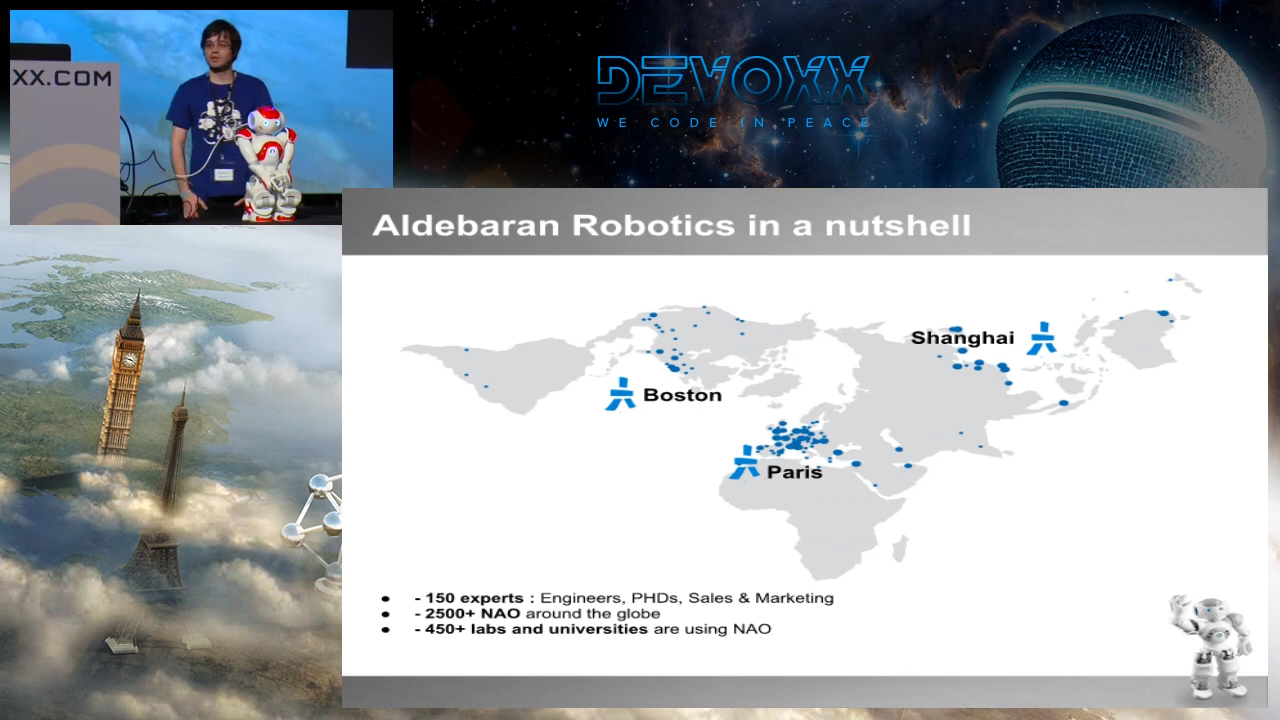 XX.COM
DEVOXX
WE CODE IN PEACE
Aldebaran Robotics in a nutshell
Shanghai
Boston
Paris
- 150 experts : Engineers, PHDs, Sales & Marketing
- 2500+ NAO around the globe
- 450+ labs and universities are using NAO